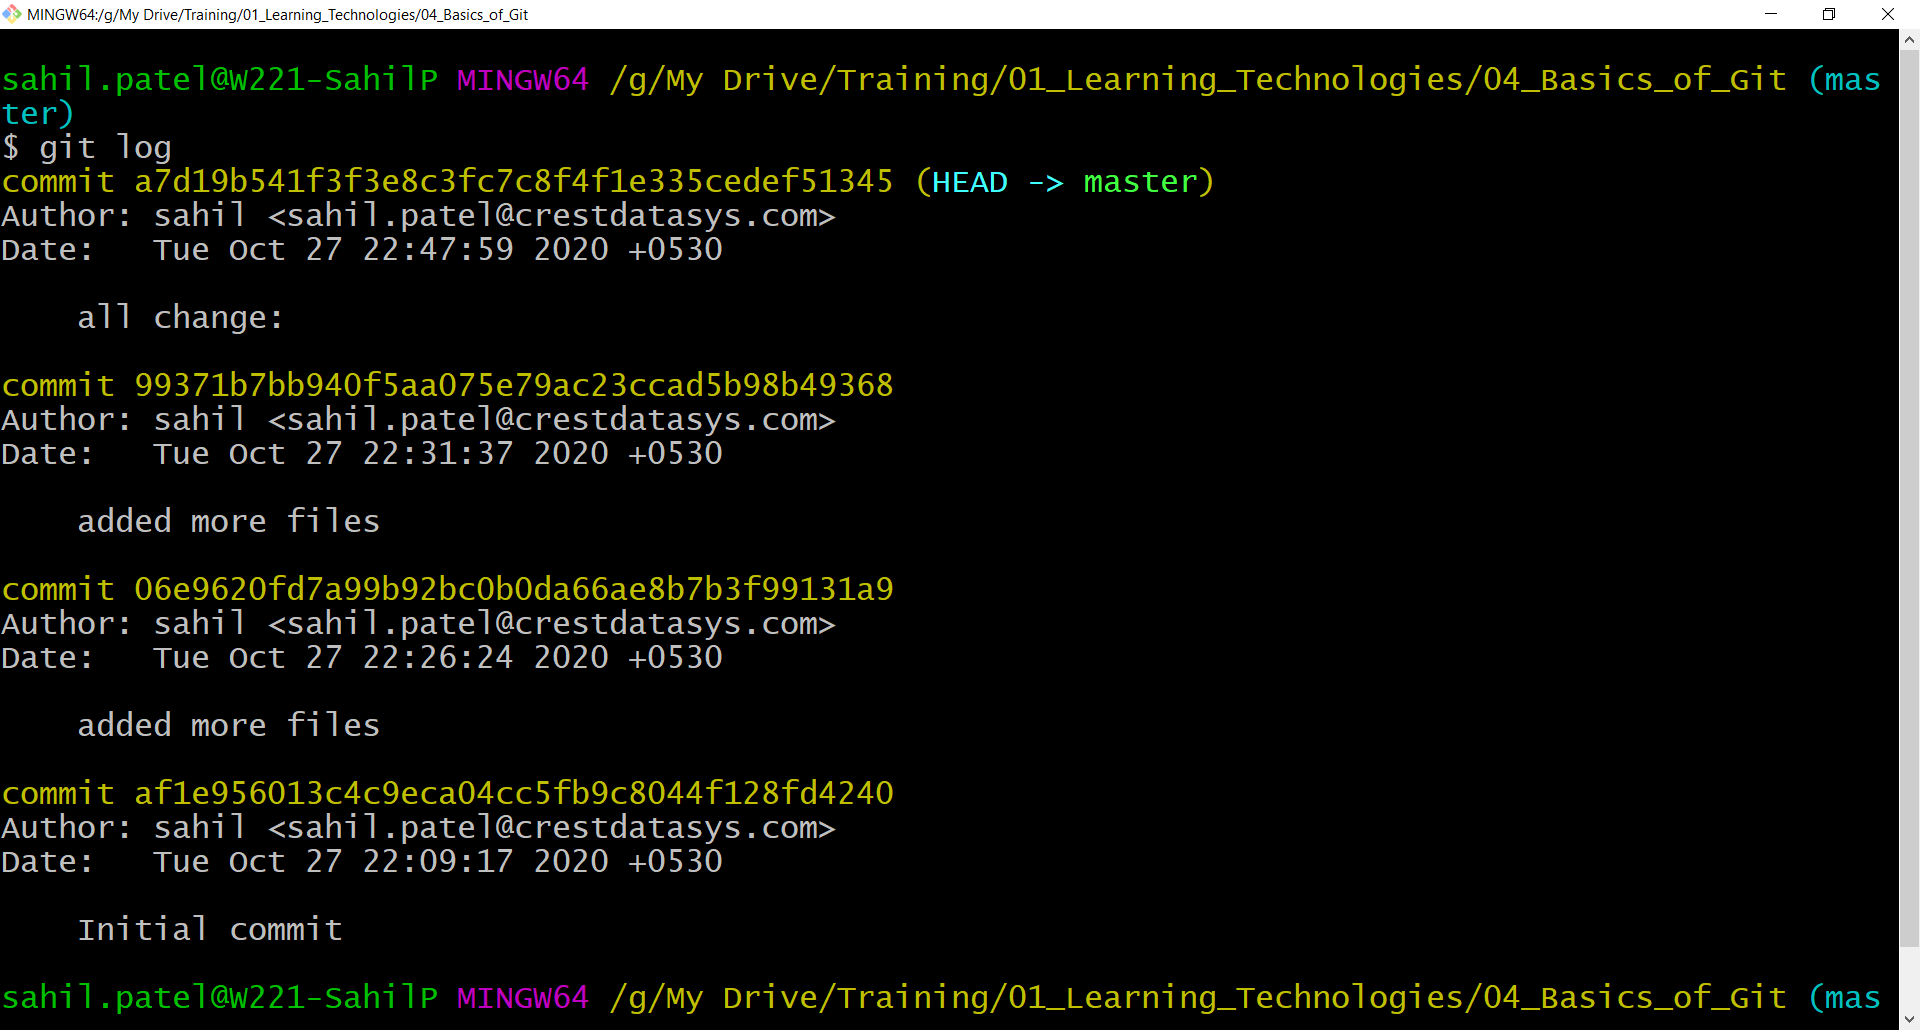 MINGW64:/g/My Drive/Training/01_Learning_Technologies/04_Basics_of_Git
sahil.patel@W221-SahilP MINGW64 /g/My Drive/Training/01_Learning_Technologies/04_Basics_of_Git (mas
ter)
$ git log
commit a7d19b541f3f3e8c3fc7c8f4f1e335cedef51345 (HEAD -> master)
Author: sahil <sahil.patel@crestdatasys.com>
Date:   Tue Oct 27 22:47:59 2020 +0530
    all change:
commit 99371b7bb940f5aa075e79ac23ccad5b98b49368
Author: sahil <sahil.patel@crestdatasys.com>
Date:   Tue Oct 27 22:31:37 2020 +0530
    added more files
commit 06e9620fd7a99b92bc0b0da66ae8b7b3f99131a9
Author: sahil <sahil.patel@crestdatasys.com>
Date:   Tue Oct 27 22:26:24 2020 +0530
    added more files
commit af1e956013c4c9eca04cc5fb9c8044f128fd4240
Author: sahil <sahil.patel@crestdatasys.com>
Date:   Tue Oct 27 22:09:17 2020 +0530
    Initial commit
sahil.patel@W221-SahilP MINGW64 /g/My Drive/Training/01_Learning_Technologies/04_Basics_of_Git (mas